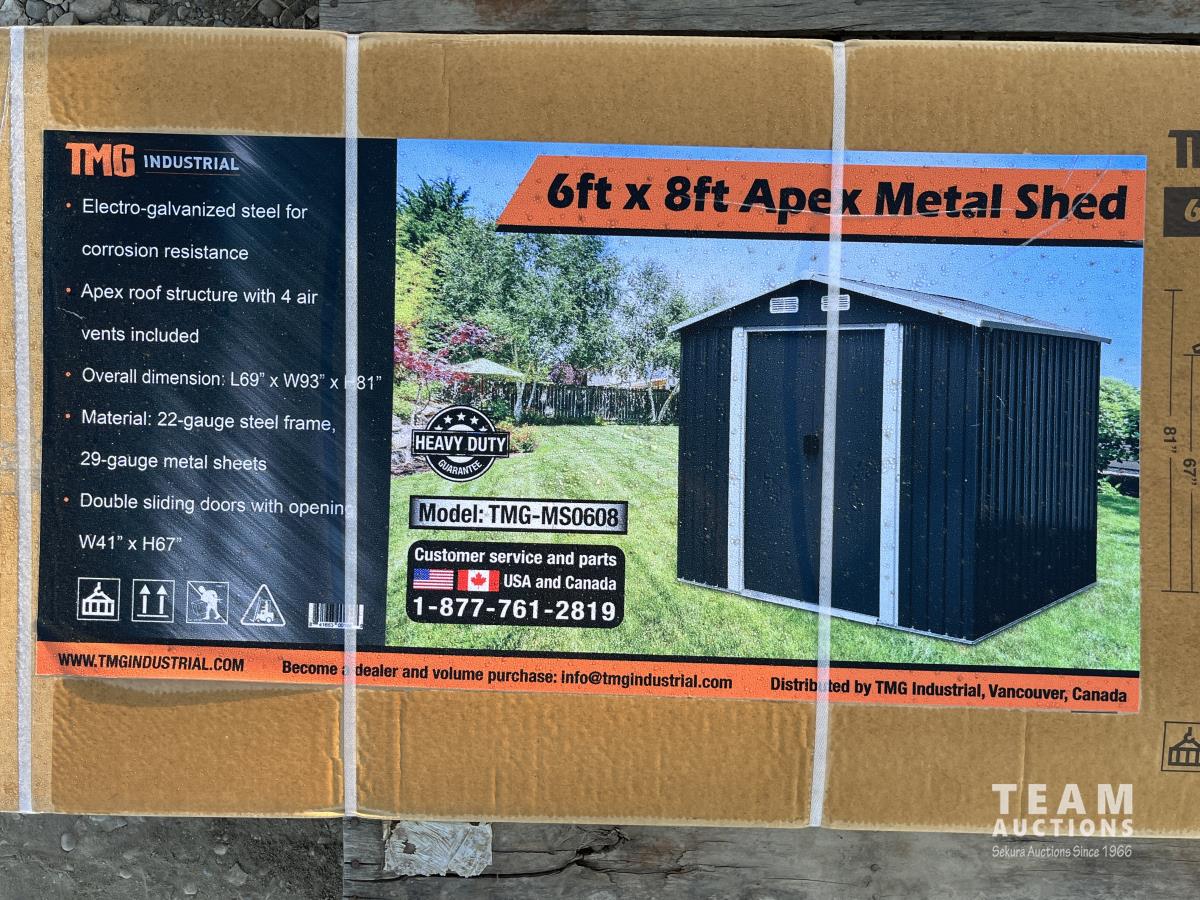 TMG INDUSTRIAL
• Electro-galvanized steel for
corrosion resistance
• Apex roof structure with 4 air
vents included
• Overall dimension: L69” x W93” x H81”
• Material: 22-gauge steel frame,
29-gauge metal sheets
• Double sliding doors with opening
W41” x H67”
6ft x 8ft Apex Metal Shed
HEAVY DUTY
GUARANTEE
Model: TMG-MS0608
Customer service and parts
USA and Canada
1-877-761-2819
WWW.TMGINDUSTRIAL.COM
Become a dealer and volume purchase: info@tmgindustrial.com
Distributed by TMG Industrial, Vancouver, Canada
81”
67”
TEAM
AUCTIONS
Sekura Auctions Since 1966